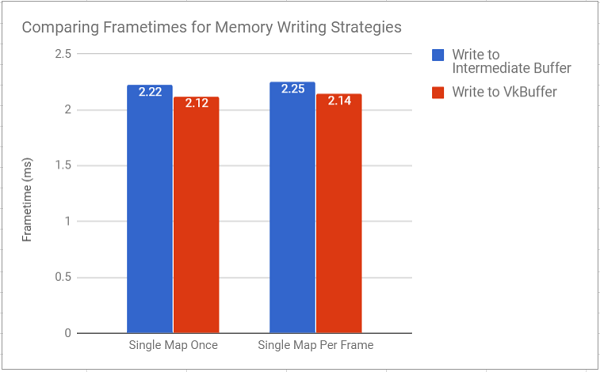 Comparing Frametimes for Memory Writing Strategies
Write to
Intermediate Buffer
Write to VkBuffer
Frametime (ms)
2.5
2
1.5
1
0.5
0
2.22
2.12
2.25
2.14
Single Map Once
Single Map Per Frame